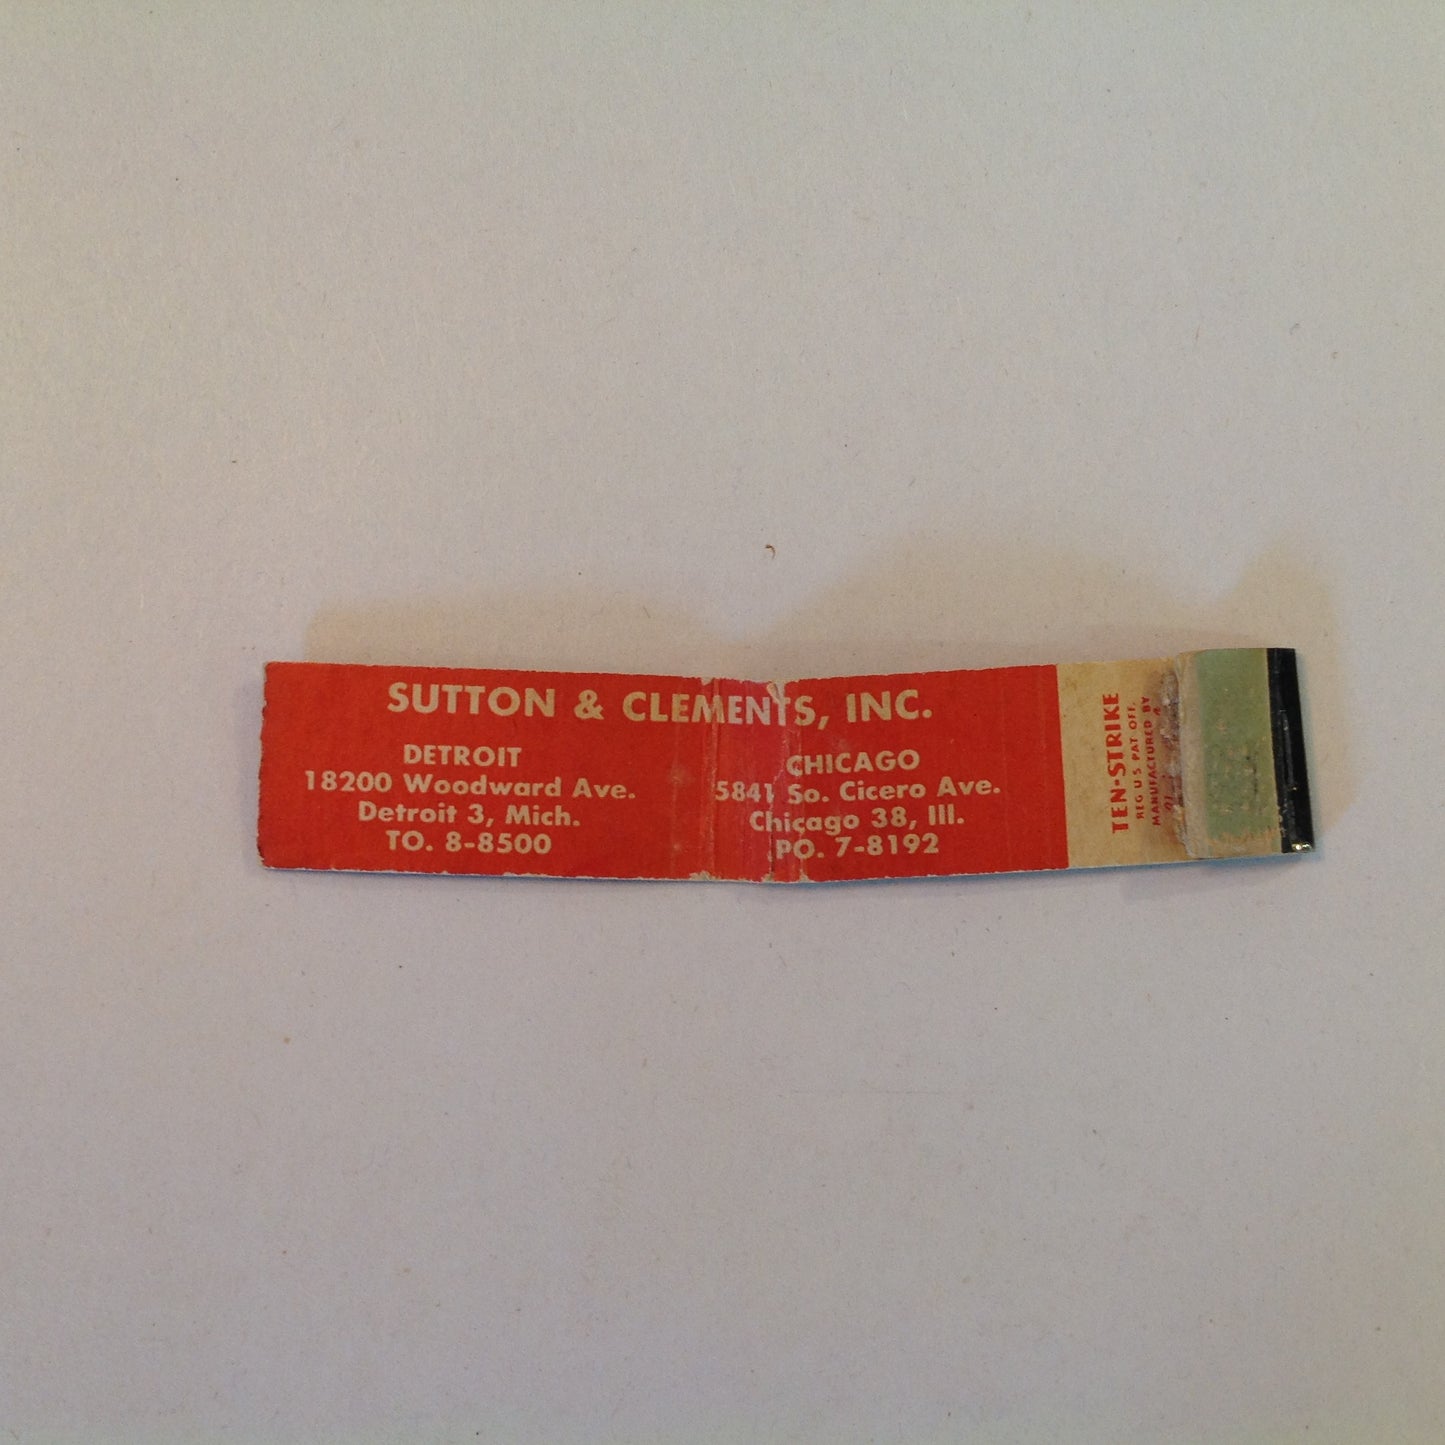 SUTTON & CLEMENTS, INC.
DETROIT
18200 Woodward Ave.
Detroit 3, Mich.
TO. 8-8500
CHICAGO
5841 So. Cicero Ave.
Chicago 38, Ill.
PO. 7-8192
TEN-STRIKE
REG US PAT OFF.
MANUFACTURED BY